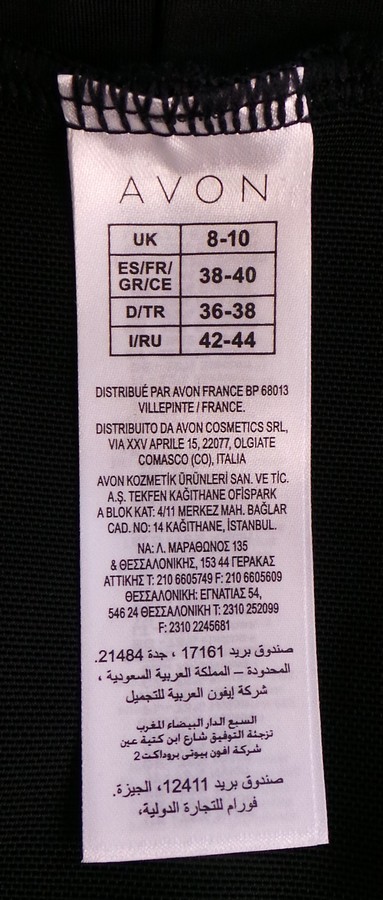 AVON
UK 8-10
ES/FR/
GR/CE 38-40
D/TR 36-38
I/RU 42-44
DISTRIBUÉ PAR AVON FRANCE BP 68013
VILLEPINTE / FRANCE.
DISTRIBUITO DA AVON COSMETICS SRL,
VIA XXV APRILE 15, 22077, OLGIATE
COMASCO (CO), ITALIA
AVON KOZMETİK ÜRÜNLERİ SAN. VE TİC.
A.Ş. TEKFEN KAĞITHANE OFİSPARK
A BLOK KAT: 4/11 MERKEZ MAH. BAĞLAR
CAD. NO: 14 KAĞITHANE, İSTANBUL.
NA: Λ. ΜΑΡΑΘΩΝΟΣ 135
& ΘΕΣΣΑΛΟΝΙΚΗΣ, 153 44 ΓΕΡΑΚΑΣ
ΑΤΤΙΚΗΣ Τ: 210 6605749 F: 210 6605609
ΘΕΣΣΑΛΟΝΙΚΗ: ΕΓΝΑΤΙΑΣ 54,
546 24 ΘΕΣΣΑΛΟΝΙΚΗ Τ: 2310 252099
F: 2310 2245681
صندوق بريد 17161 ، جدة 21484.
المحدودة – المملكة العربية السعودية ،
شركة إيفون العربية للتجميل
السبع الدار البيضاء المغرب
تزجئة التوفيق شارع ابن كتيبة عين
شركة افون بيوتي بروداكت 2
صندوق بريد 12411، الجيزة.
فورام للتجارة الدولية،